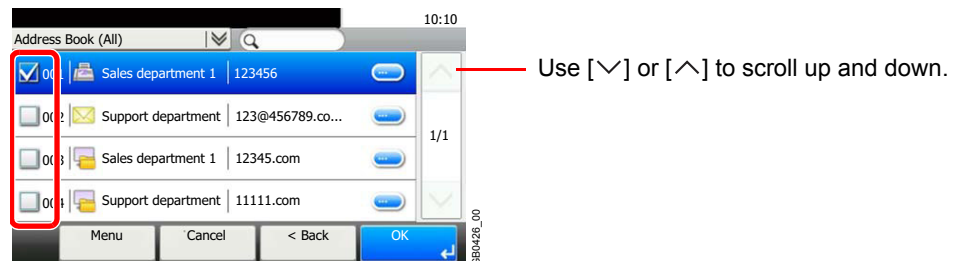 10:10
Address Book (All)
001 Sales department 1 123456
Use [∨] or [∧] to scroll up and down.
002 Support department 123@456789.co...
1/1
003 Sales department 1 12345.com
004 Support department 11111.com
Menu Cancel < Back OK